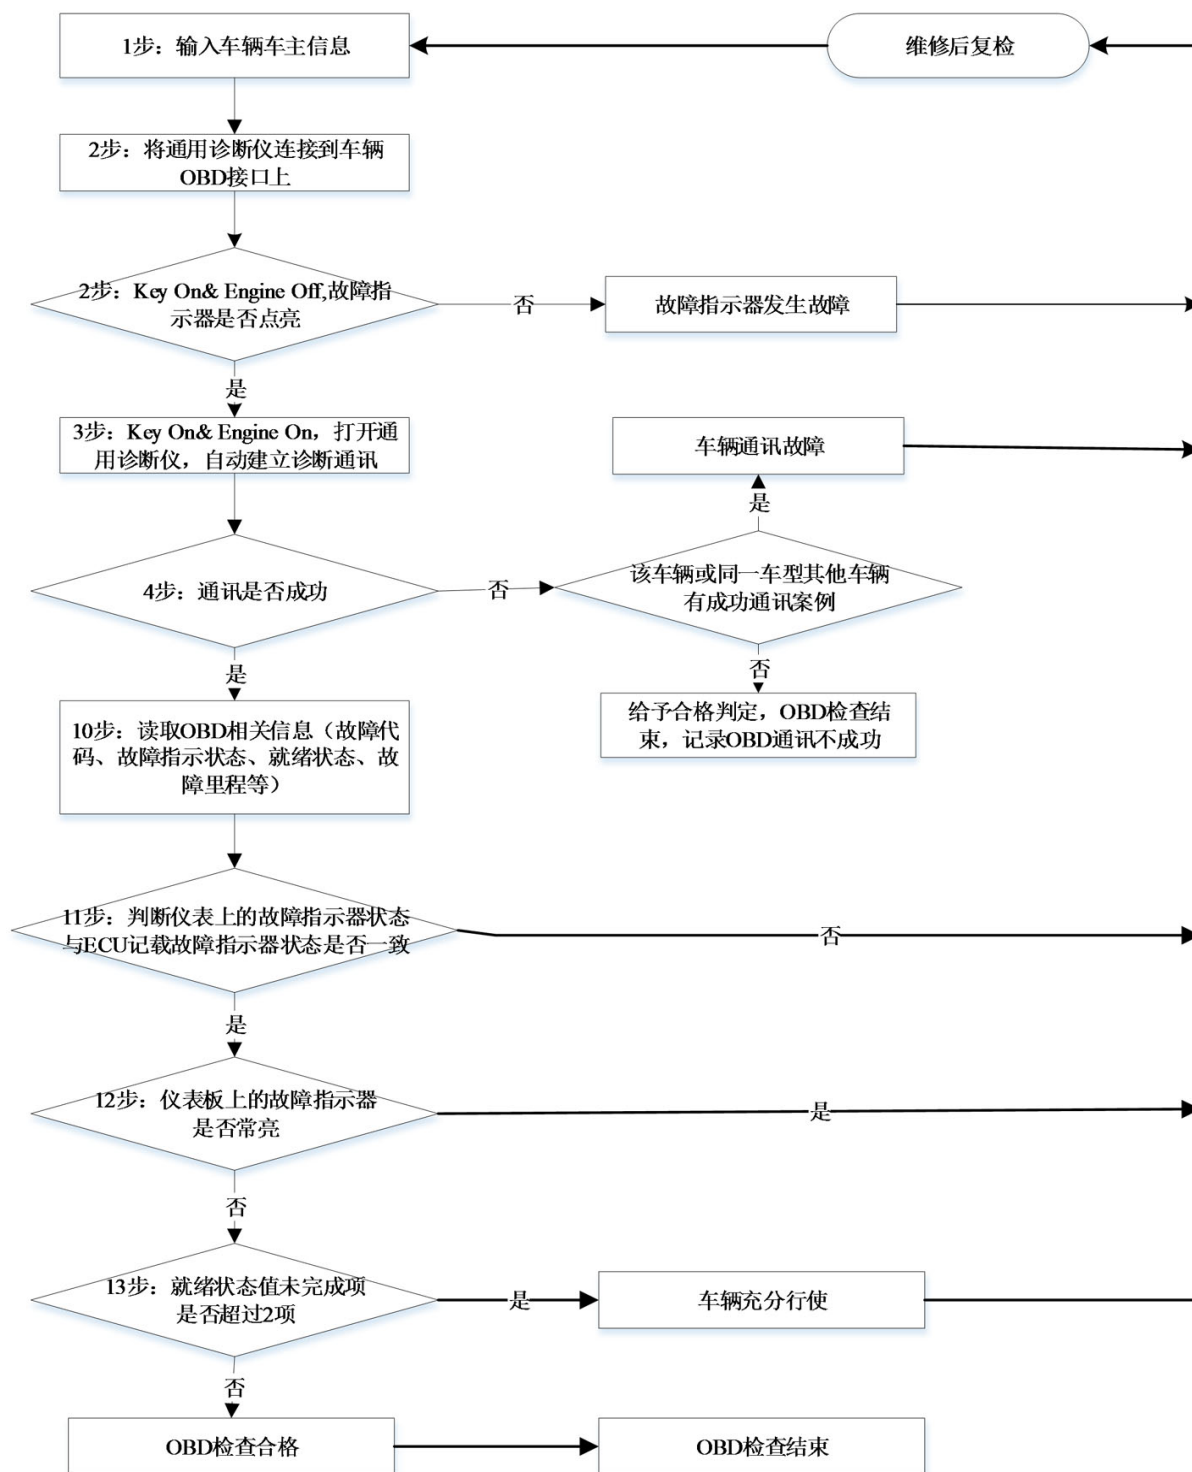 1步：输入车辆车主信息
维修后复检
2步：将通用诊断仪连接到车辆
OBD接口上
2步：Key On& Engine Off,故障指
示器是否点亮
否
故障指示器发生故障
是
3步：Key On& Engine On，打开通
用诊断仪，自动建立诊断通讯
车辆通讯故障
是
4步：通讯是否成功
否
该车辆或同一车型其他车辆
有成功通讯案例
是
否
10步：读取OBD相关信息（故障代
码、故障指示状态、就绪状态、故
障里程等）
给予合格判定，OBD检查结
束，记录OBD通讯不成功
11步：判断仪表上的故障指示器状态
与ECU记载故障指示器状态是否一致
否
是
12步：仪表板上的故障指示器
是否常亮
是
否
13步：就绪状态值未完成项
是否超过2项
是
车辆充分行使
否
OBD检查合格
OBD检查结束